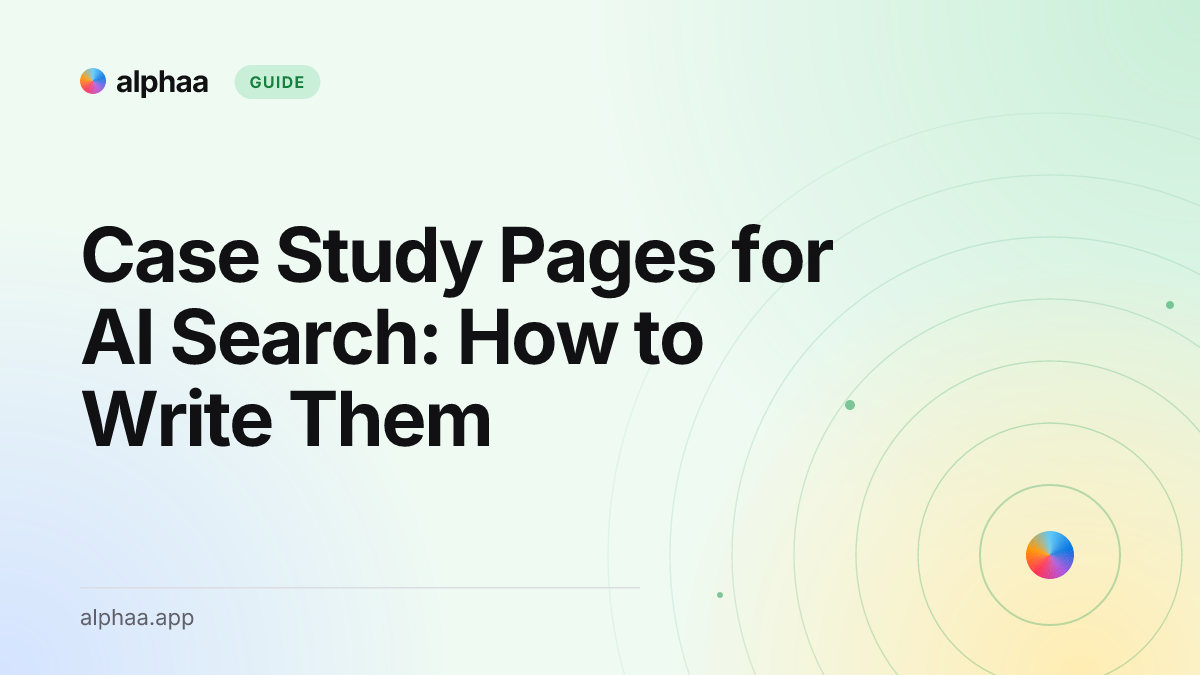 alphaa GUIDE
Case Study Pages for
AI Search: How to
Write Them
alphaa.app